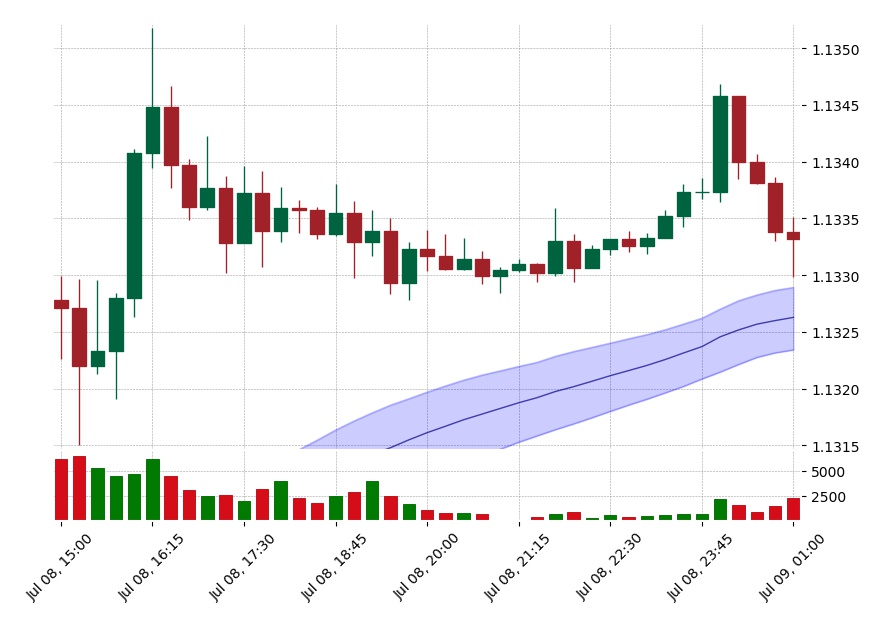 1.1350
1.1345
1.1340
1.1335
1.1330
1.1325
1.1320
1.1315
5000
2500
Jul 08, 15:00
Jul 08, 16:15
Jul 08, 17:30
Jul 08, 18:45
Jul 08, 20:00
Jul 08, 21:15
Jul 08, 22:30
Jul 08, 23:45
Jul 09, 01:00